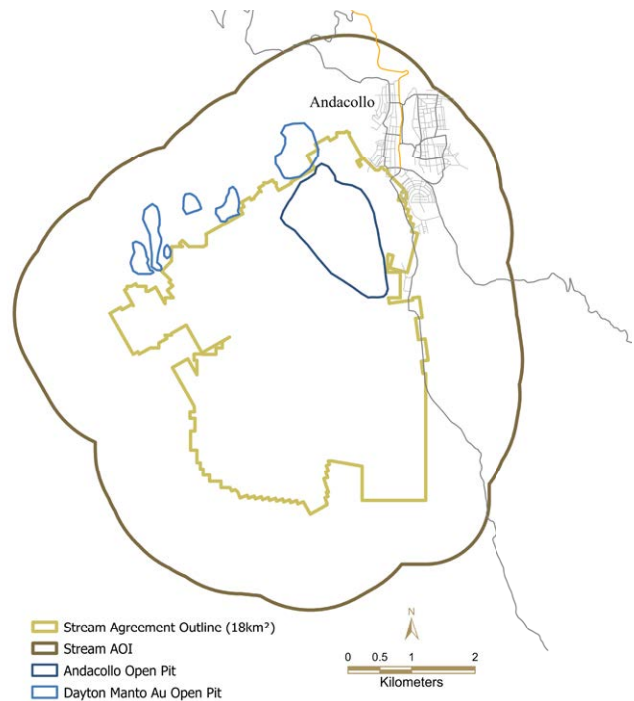 Andacollo
Stream Agreement Outline (18km²)
Stream AOI
Andacollo Open Pit
Dayton Manto Au Open Pit
N
0 0.5 1 2
Kilometers